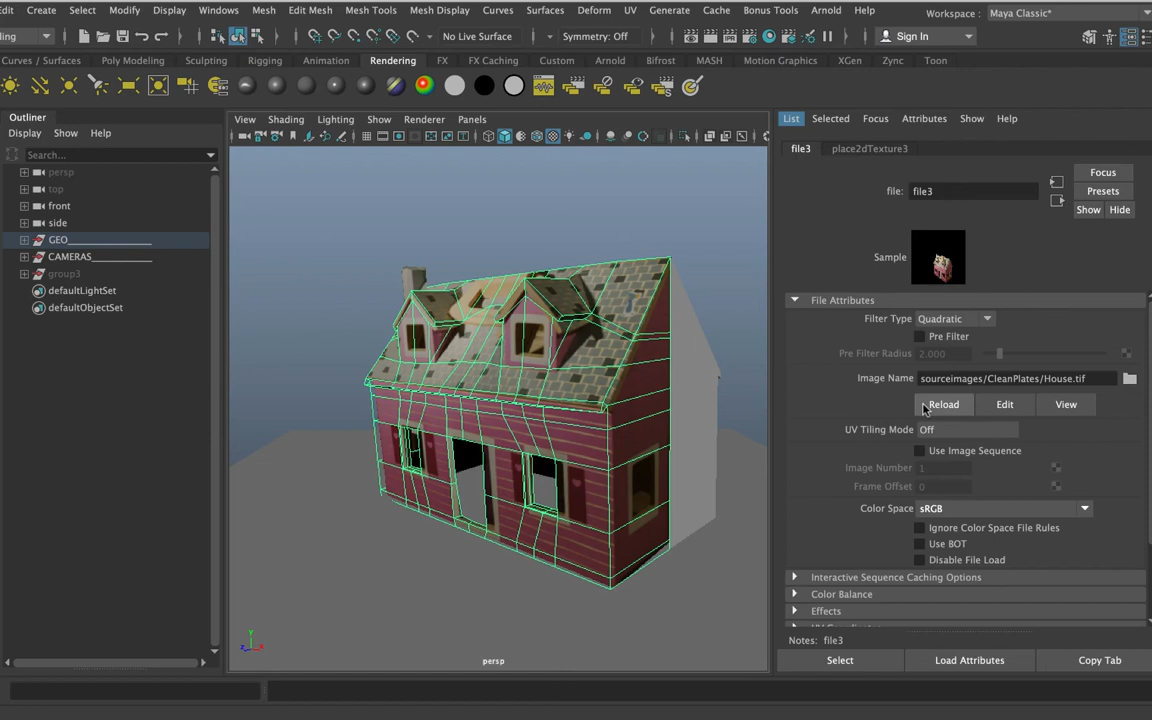 dit Create Select Modify Display Windows Mesh Edit Mesh Mesh Tools Mesh Display Curves Surfaces Deform UV Generate Cache Bonus Tools Arnold Help Workspace : Maya Classic*
ling No Live Surface Symmetry: Off Sign In
Curves / Surfaces Poly Modeling Sculpting Rigging Animation Rendering FX FX Caching Custom Arnold Bifrost MASH Motion Graphics XGen Zync Toon
Outliner
Display Show Help
Search...
persp
top
front
side
GEO________________
CAMERAS____________
group3
defaultLightSet
defaultObjectSet
View Shading Lighting Show Renderer Panels
persp
y
x
z
List Selected Focus Attributes Show Help
file3 place2dTexture3
Focus
file: file3 Presets
Show Hide
Sample
File Attributes
Filter Type Quadratic
Pre Filter
Pre Filter Radius 2.000
Image Name sourceimages/CleanPlates/House.tif
Reload Edit View
UV Tiling Mode Off
Use Image Sequence
Image Number 1
Frame Offset 0
Color Space sRGB
Ignore Color Space File Rules
Use BOT
Disable File Load
Interactive Sequence Caching Options
Color Balance
Effects
UV Coordinates
Notes: file3
Select Load Attributes Copy Tab